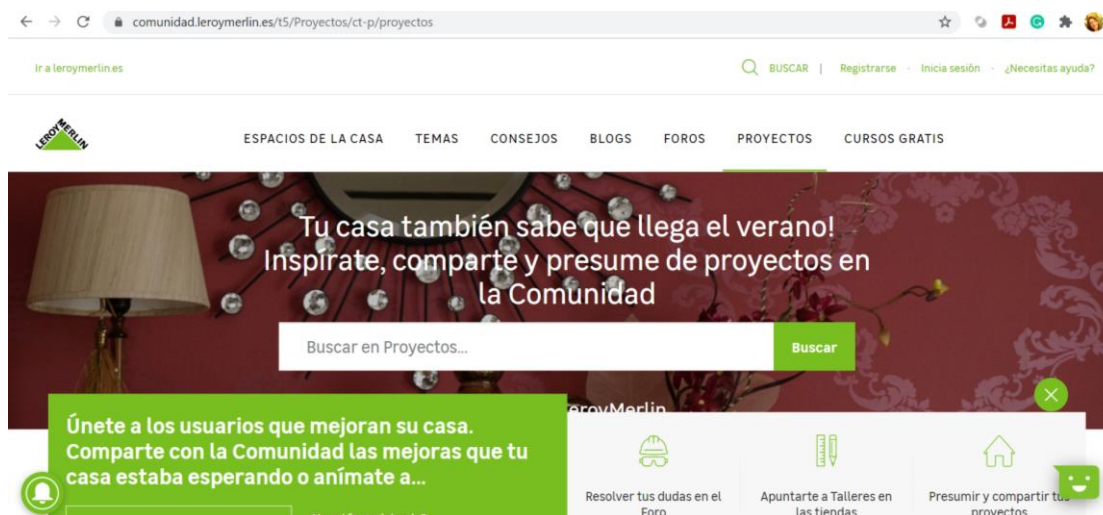 comunidad.leroymerlin.es/t5/Proyectos/ct-p/proyectos
Ir a leroymerlin.es
BUSCAR | Registrarse · Inicia sesión · ¿Necesitas ayuda?
LEROY MERLIN
ESPACIOS DE LA CASA TEMAS CONSEJOS BLOGS FOROS PROYECTOS CURSOS GRATIS
Tu casa también sabe que llega el verano!
Inspírate, comparte y presume de proyectos en
la Comunidad
Buscar en Proyectos... Buscar
Únete a los usuarios que mejoran su casa.
Comparte con la Comunidad las mejoras que tu
casa estaba esperando o anímate a...
Resolver tus dudas en el
Foro
Apuntarte a Talleres en
las tiendas
Presumir y compartir tus
proyectos